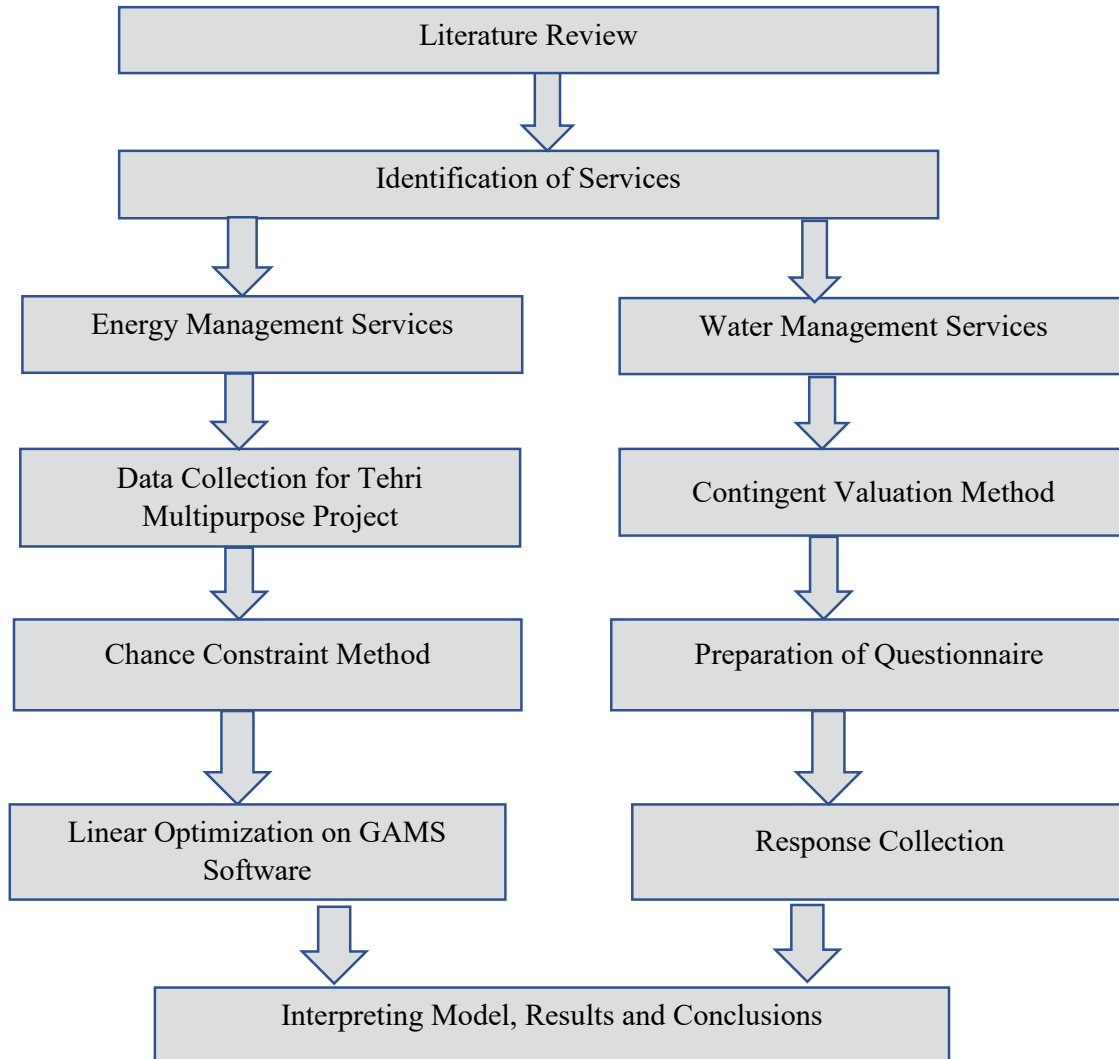 Literature Review
Identification of Services
Energy Management Services
Water Management Services
Data Collection for Tehri
Multipurpose Project
Contingent Valuation Method
Chance Constraint Method
Preparation of Questionnaire
Linear Optimization on GAMS
Software
Response Collection
Interpreting Model, Results and Conclusions